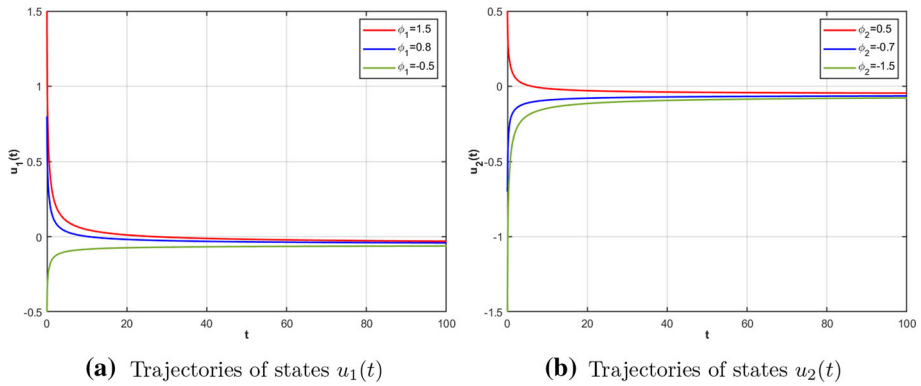 1.5
1
0.5
0
-0.5
u₁(t)
0 20 40 60 80 100
t
ϕ₁=1.5
ϕ₁=0.8
ϕ₁=-0.5
(a) Trajectories of states u₁(t)
0.5
0
-0.5
-1
-1.5
u₂(t)
0 20 40 60 80 100
t
ϕ₂=0.5
ϕ₂=-0.7
ϕ₂=-1.5
(b) Trajectories of states u₂(t)